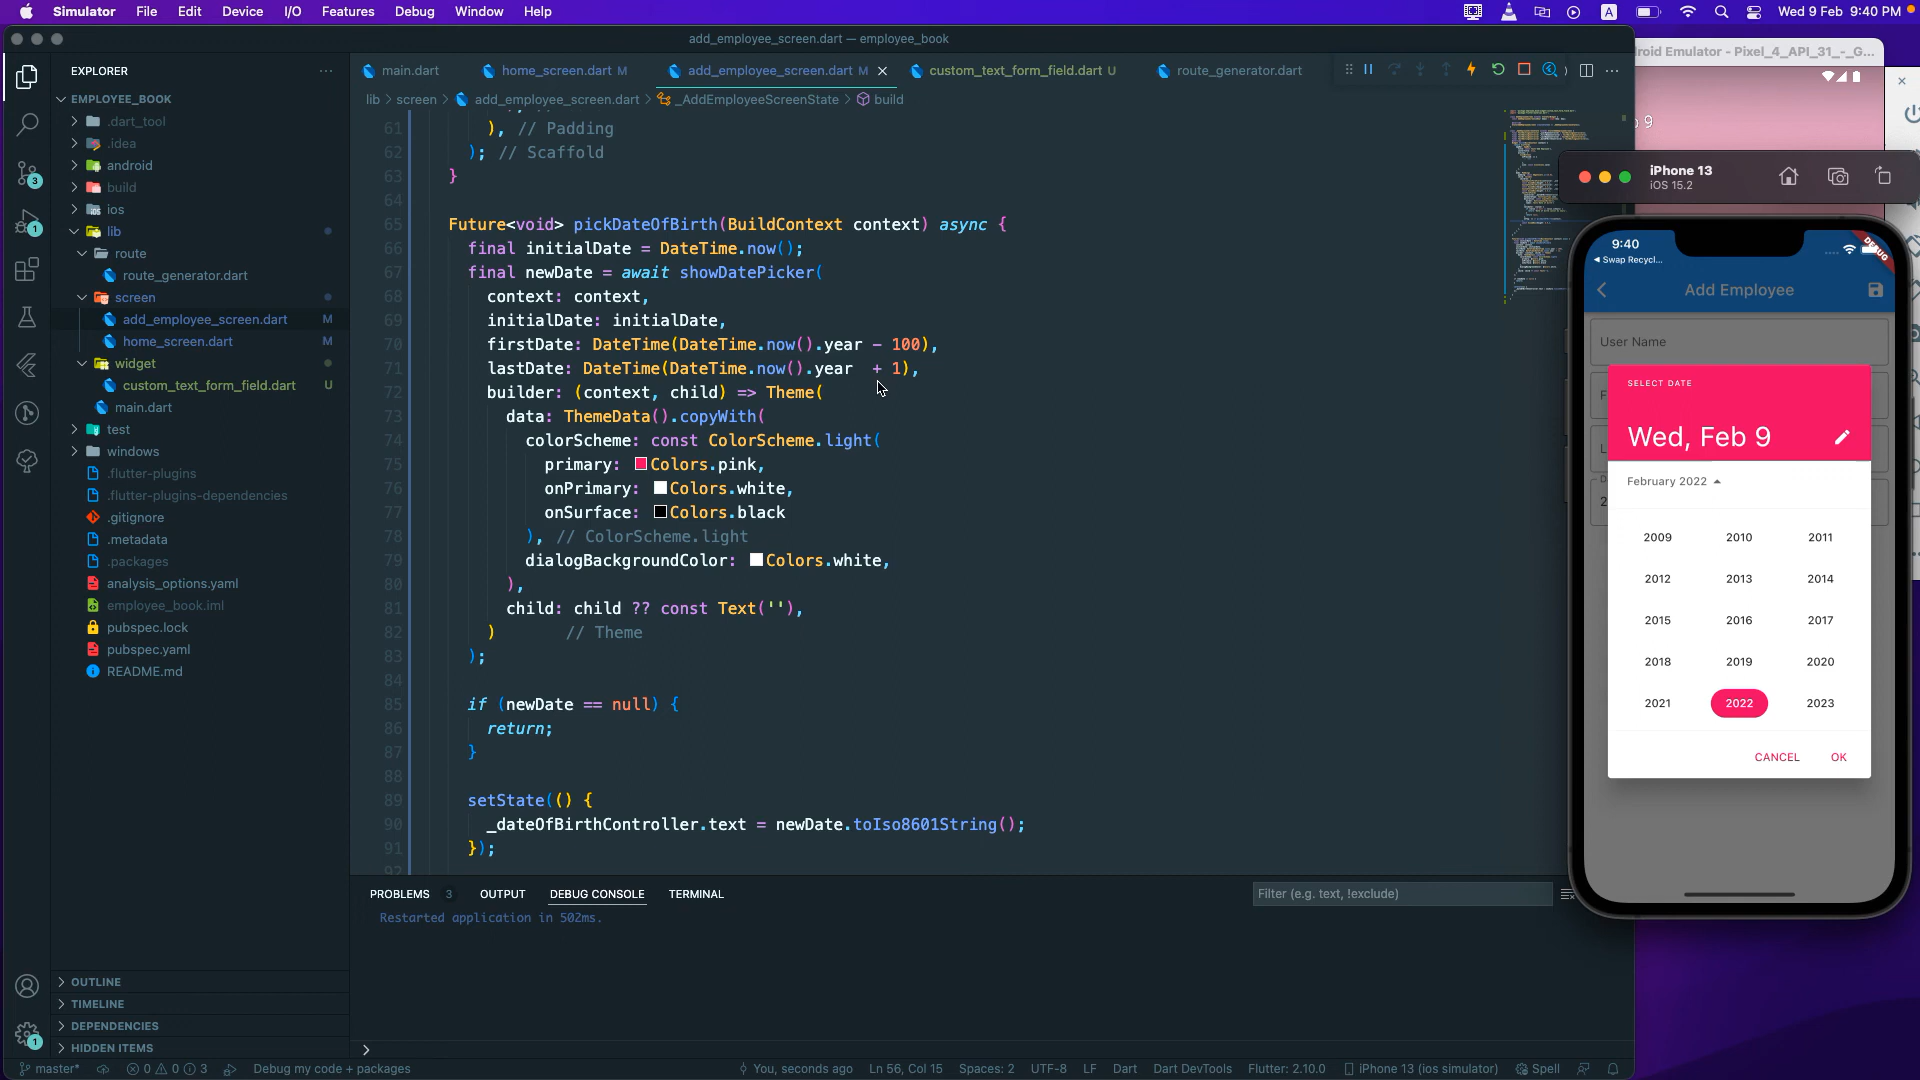 Simulator File Edit Device I/O Features Debug Window Help
A Wed 9 Feb 9:40 PM
add_employee_screen.dart — employee_book
EXPLORER
EMPLOYEE_BOOK
.dart_tool
.idea
android
build
ios
lib
route
route_generator.dart
screen
add_employee_screen.dart M
home_screen.dart M
widget
custom_text_form_field.dart U
main.dart
test
windows
.flutter-plugins
.flutter-plugins-dependencies
.gitignore
.metadata
.packages
analysis_options.yaml
employee_book.iml
pubspec.lock
pubspec.yaml
README.md
OUTLINE
TIMELINE
DEPENDENCIES
HIDDEN ITEMS
3
1
1
main.dart home_screen.dart M add_employee_screen.dart M custom_text_form_field.dart U route_generator.dart
lib > screen > add_employee_screen.dart > _AddEmployeeScreenState > build
61 ), // Padding
62 ); // Scaffold
63 }
64
65 Future<void> pickDateOfBirth(BuildContext context) async {
66 final initialDate = DateTime.now();
67 final newDate = await showDatePicker(
68 context: context,
69 initialDate: initialDate,
70 firstDate: DateTime(DateTime.now().year - 100),
71 lastDate: DateTime(DateTime.now().year  + 1),
72 builder: (context, child) => Theme(
73 data: ThemeData().copyWith(
74 colorScheme: const ColorScheme.light(
75 primary: Colors.pink,
76 onPrimary: Colors.white,
77 onSurface: Colors.black
78 ), // ColorScheme.light
79 dialogBackgroundColor: Colors.white,
80 ),
81 child: child ?? const Text(''),
82 ) // Theme
83 );
84
85 if (newDate == null) {
86 return;
87 }
88
89 setState(() {
90 _dateOfBirthController.text = newDate.toIso8601String();
91 });
92
PROBLEMS 3 OUTPUT DEBUG CONSOLE TERMINAL
Filter (e.g. text, !exclude)
Restarted application in 502ms.
master* 0 0 3 Debug my code + packages
You, seconds ago Ln 56, Col 15 Spaces: 2 UTF-8 LF Dart Dart DevTools Flutter: 2.10.0 iPhone 13 (ios simulator) Spell
roid Emulator - Pixel_4_API_31_-_G...
9
iPhone 13
iOS 15.2
9:40
Swap Recycl...
DEBUG
Add Employee
User Name
F
L
D
2
SELECT DATE
Wed, Feb 9
February 2022
2009 2010 2011
2012 2013 2014
2015 2016 2017
2018 2019 2020
2021 2022 2023
CANCEL OK